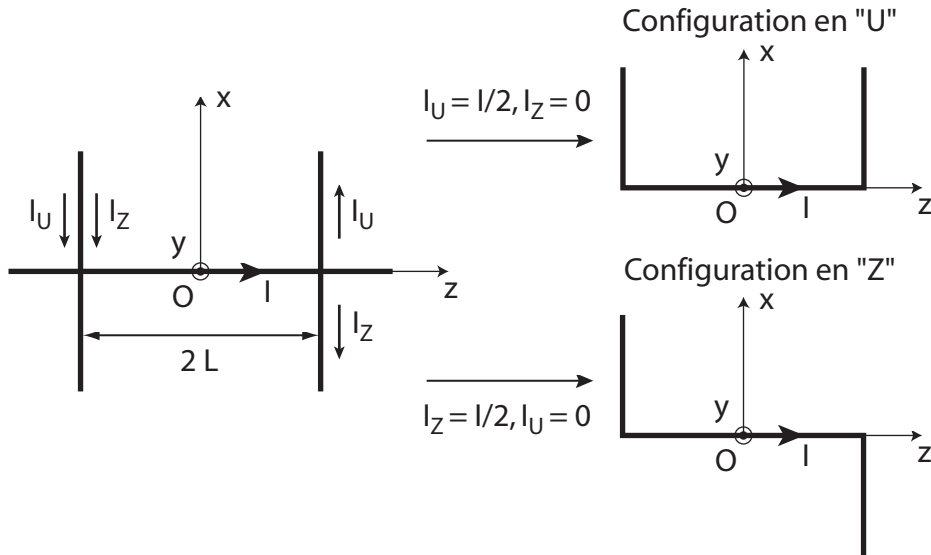 Configuration en "U"
x
I_U = I/2, I_Z = 0
y
O
I
z
x
I_U
I_Z
I_U
y
O
I
z
I_Z
2 L
Configuration en "Z"
x
I_Z = I/2, I_U = 0
y
O
I
z